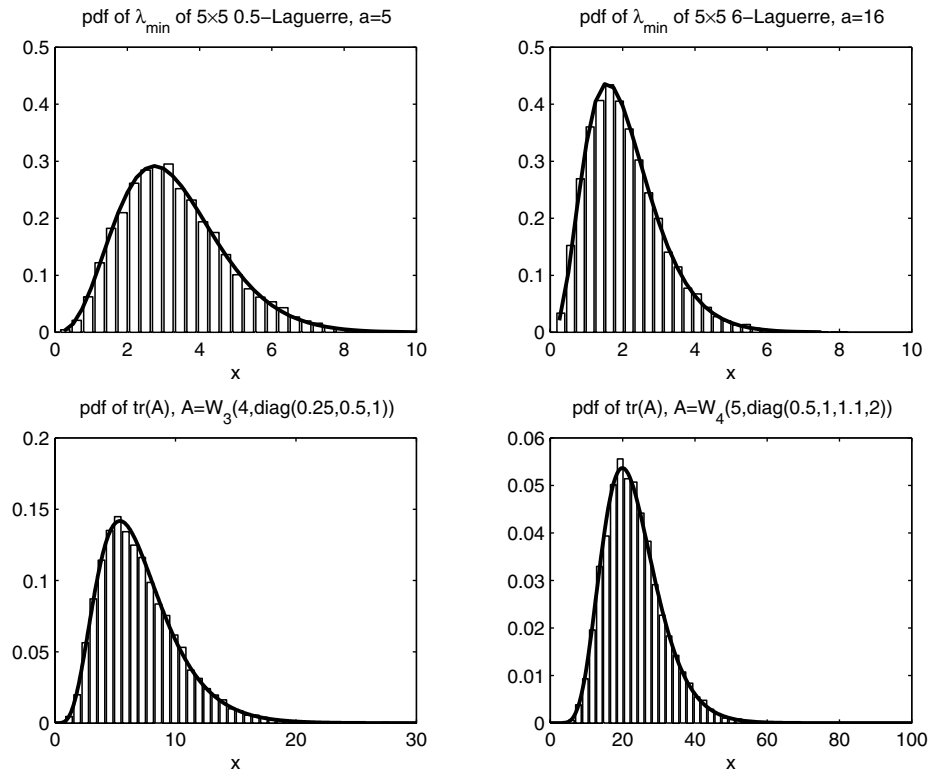 pdf of λmin of 5×5 0.5−Laguerre, a=5
0.5
0.4
0.3
0.2
0.1
0
0 2 4 6 8 10
x
pdf of λmin of 5×5 6−Laguerre, a=16
0.5
0.4
0.3
0.2
0.1
0
0 2 4 6 8 10
x
pdf of tr(A), A=W3(4,diag(0.25,0.5,1))
0.2
0.15
0.1
0.05
0
0 10 20 30
x
pdf of tr(A), A=W4(5,diag(0.5,1,1.1,2))
0.06
0.05
0.04
0.03
0.02
0.01
0
0 20 40 60 80 100
x